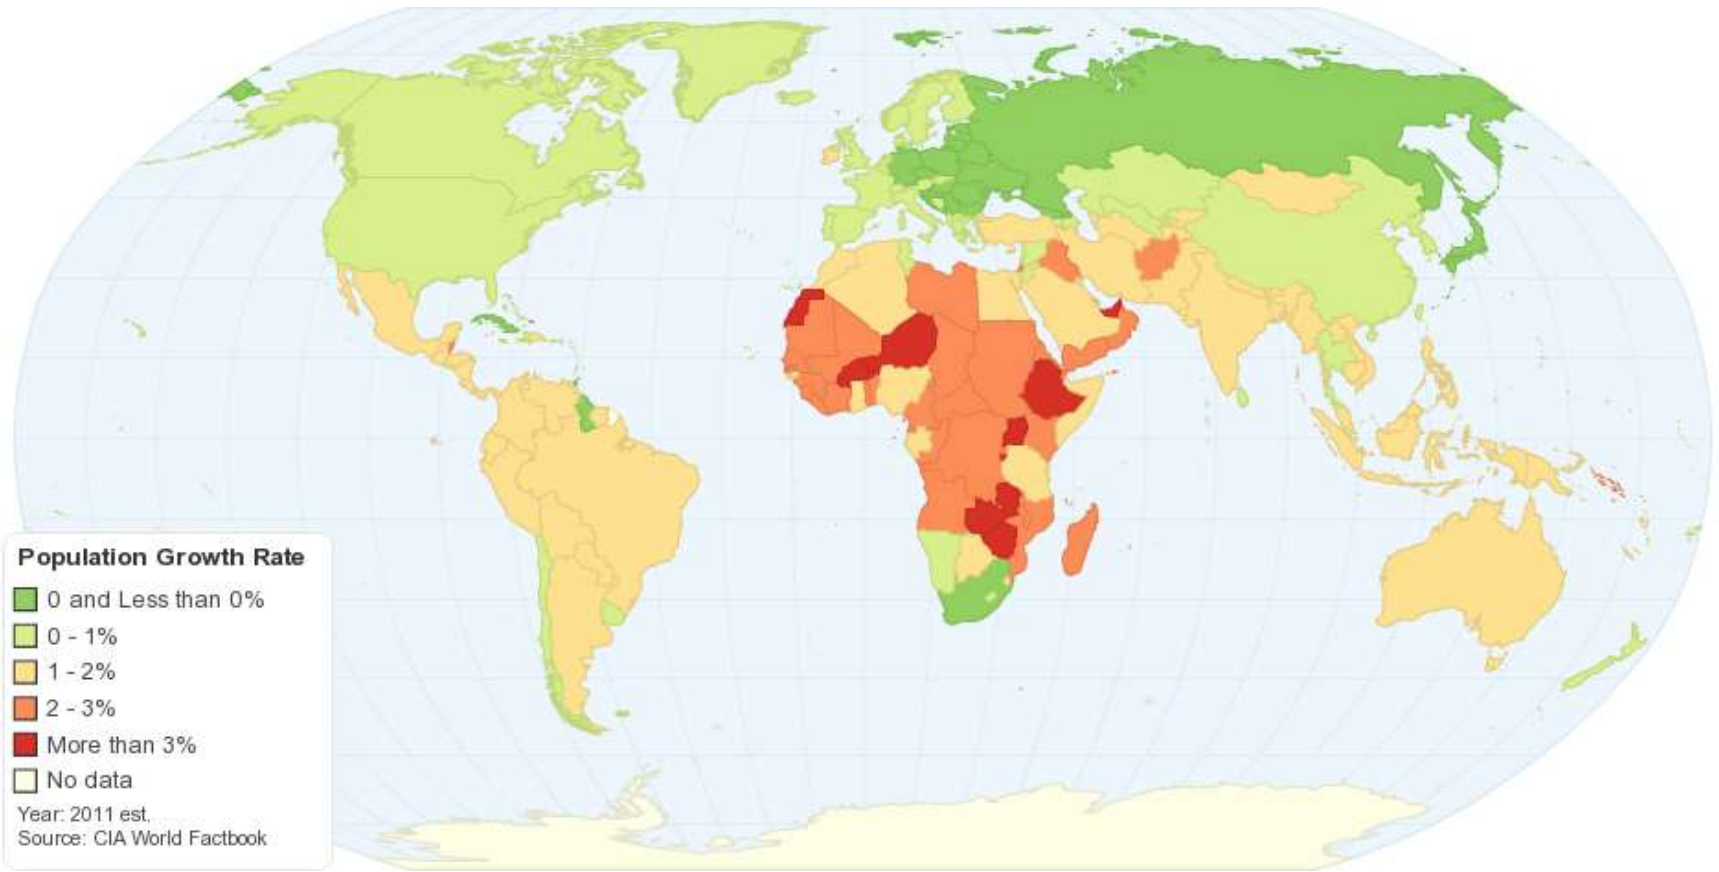 Population Growth Rate
0 and Less than 0%
0 - 1%
1 - 2%
2 - 3%
More than 3%
No data
Year: 2011 est.
Source: CIA World Factbook